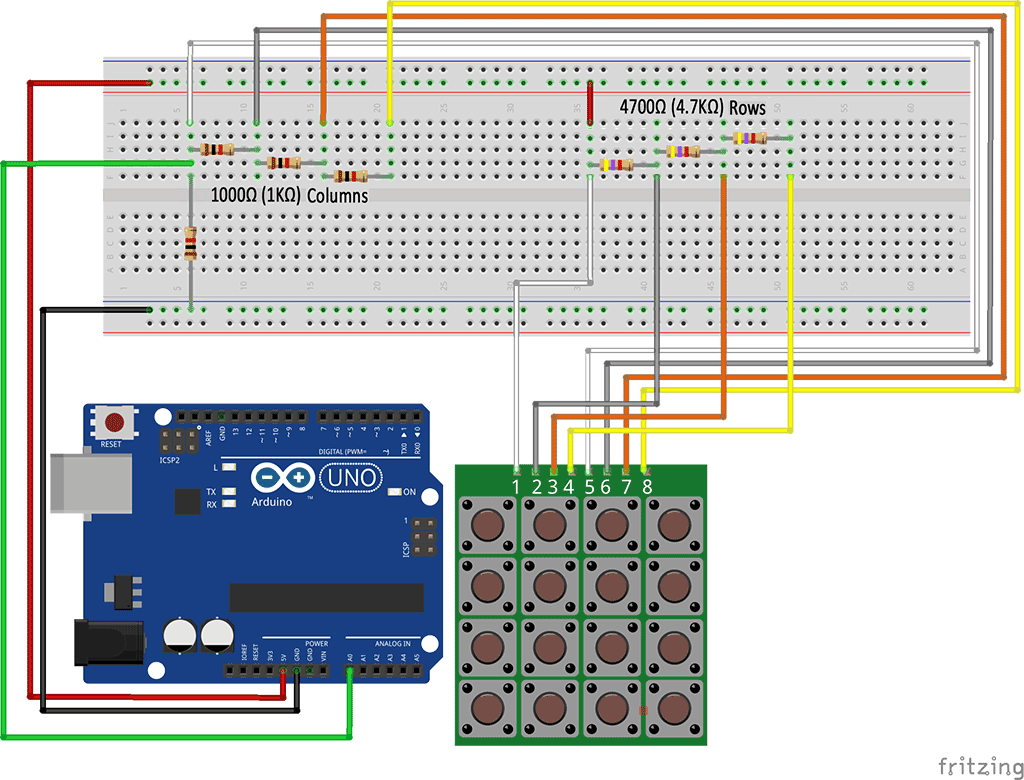 4700Ω (4.7KΩ) Rows
1000Ω (1KΩ) Columns
RESET
ICSP2
AREF
GND
13
12
~11
~10
~9
8
7
~6
~5
4
~3
2
TX0 1
RX0 0
DIGITAL (PWM=
L
TX
RX
UNO
ON
Arduino
™
1
ICSP
POWER
ANALOG IN
IOREF
RESET
3V3
5V
GND
GND
VIN
A0
A1
A2
A3
A4
A5
1 2 3 4 5 6 7 8
fritzing